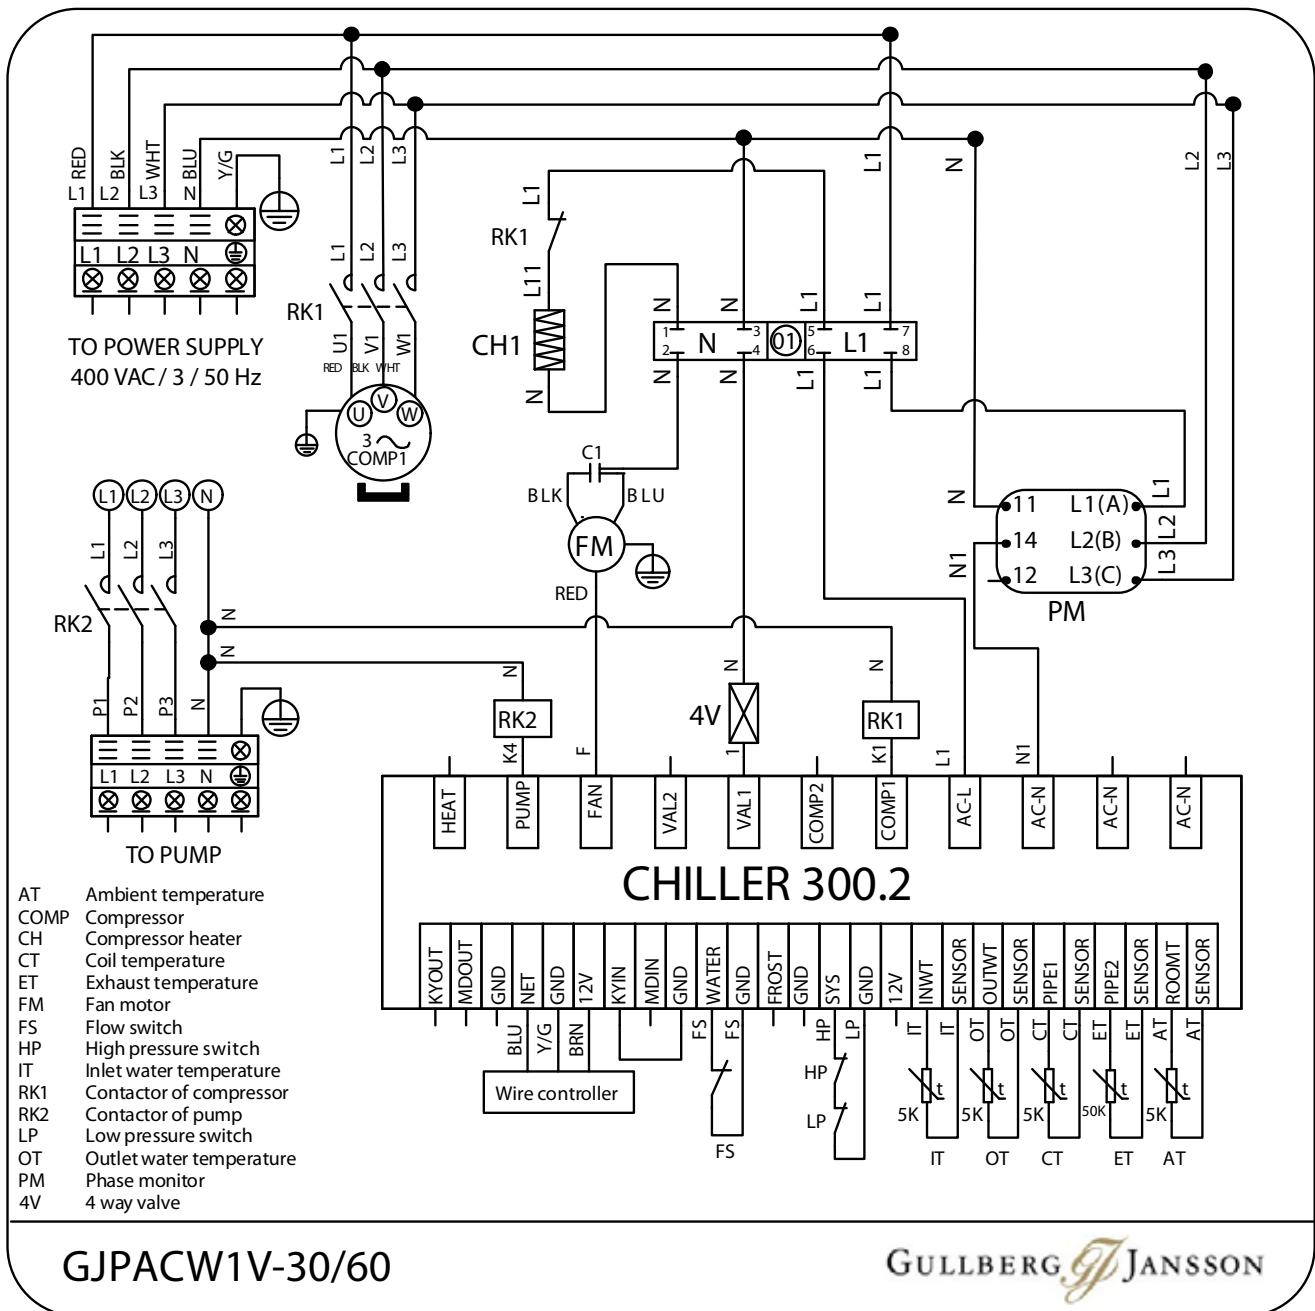 RED BLK WHT BLU Y/G
L1 L2 L3 N
L1 L2 L3 N
TO POWER SUPPLY
400 VAC / 3 / 50 Hz
L1 L2 L3
L1 L2 L3
RK1
U1 V1 W1
RED BLK WHT
U V W
3
COMP1
L1
RK1
L11
CH1
N
N N L1 L1
1 3 5 7
N 01 L1
2 4 6 8
N N L1 L1
L1 N L2 L3
C1
BLK BLU
FM
RED
N 11 L1(A) L1
N1 14 L2(B) L2
12 L3(C) L3
PM
L1 L2 L3 N
L1 L2 L3
RK2
N
N
P1 P2 P3 N
L1 L2 L3 N
TO PUMP
N N N
RK2 4V RK1
K4 F 1 K1 L1 N1
HEAT PUMP FAN VAL2 VAL1 COMP2 COMP1 AC-L AC-N AC-N AC-N
CHILLER 300.2
KYOUT MDOUT GND NET GND 12V KYIN MDIN GND WATER GND FROST GND SYS GND 12V INWT SENSOR OUTWT SENSOR PIPE1 SENSOR PIPE2 SENSOR ROOMT SENSOR
BLU Y/G BRN FS FS HP LP IT IT OT OT CT CT ET ET AT AT
Wire controller
HP
LP
t t t t t
5K 5K 5K 50K 5K
FS IT OT CT ET AT
AT Ambient temperature
COMP Compressor
CH Compressor heater
CT Coil temperature
ET Exhaust temperature
FM Fan motor
FS Flow switch
HP High pressure switch
IT Inlet water temperature
RK1 Contactor of compressor
RK2 Contactor of pump
LP Low pressure switch
OT Outlet water temperature
PM Phase monitor
4V 4 way valve
GJPACW1V-30/60
GULLBERG GJ JANSSON